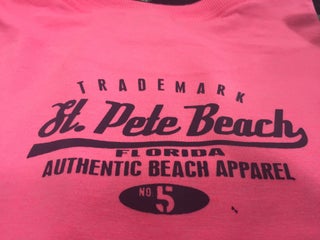 TRADEMARK
St. Pete Beach
FLORIDA
AUTHENTIC BEACH APPAREL
NO 5